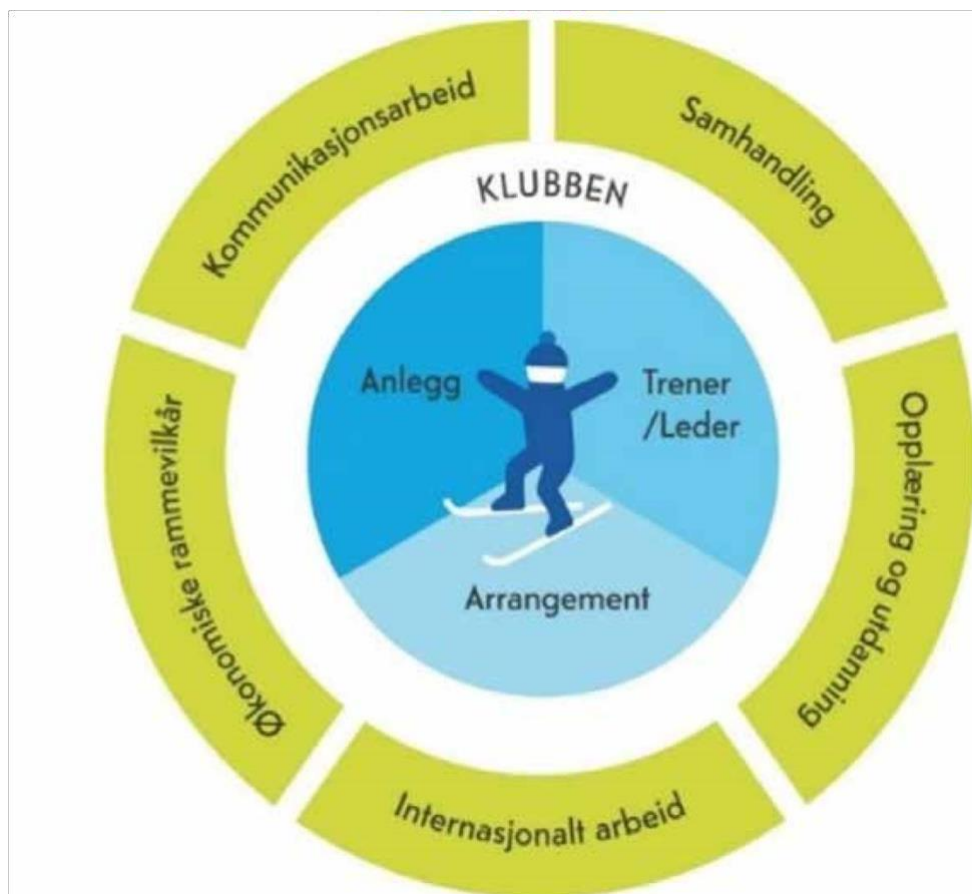 Kommunikasjonsarbeid
Samhandling
KLUBBEN
Anlegg
Trener
/Leder
Arrangement
Økonomiske rammevilkår
Opplæring og utdanning
Internasjonalt arbeid